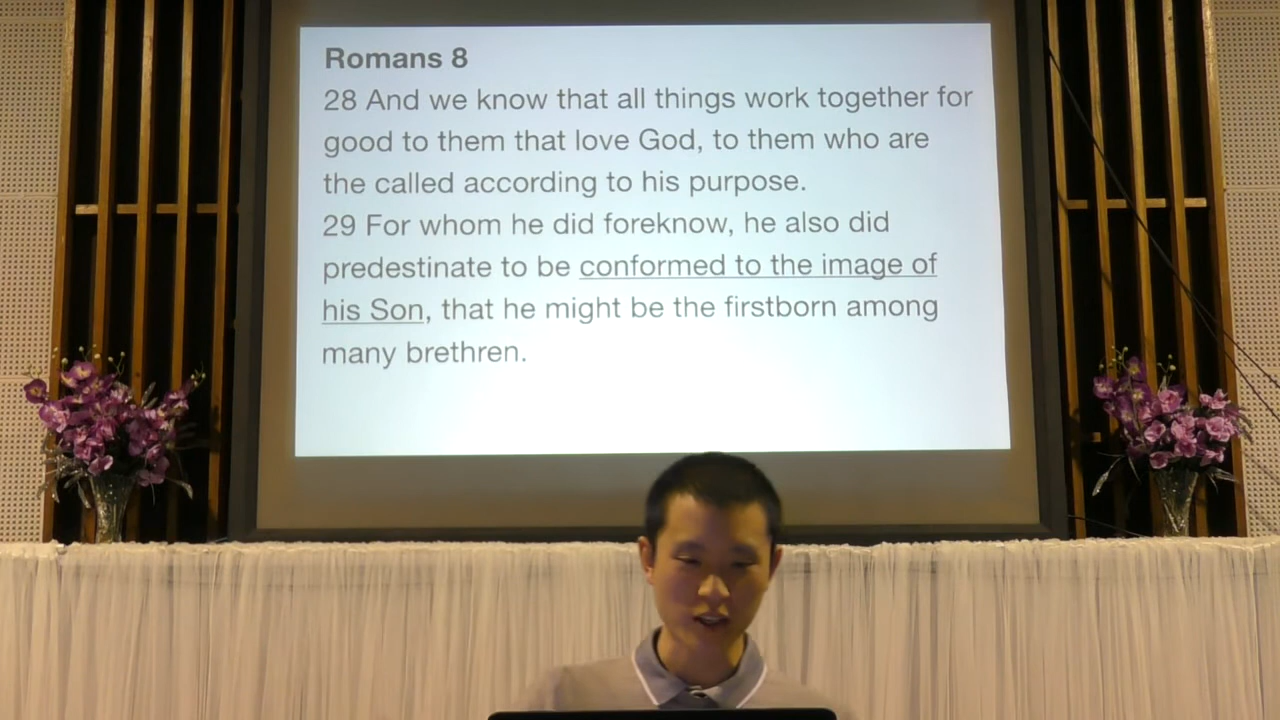 Romans 8
28 And we know that all things work together for
good to them that love God, to them who are
the called according to his purpose.
29 For whom he did foreknow, he also did
predestinate to be conformed to the image of
his Son, that he might be the firstborn among
many brethren.